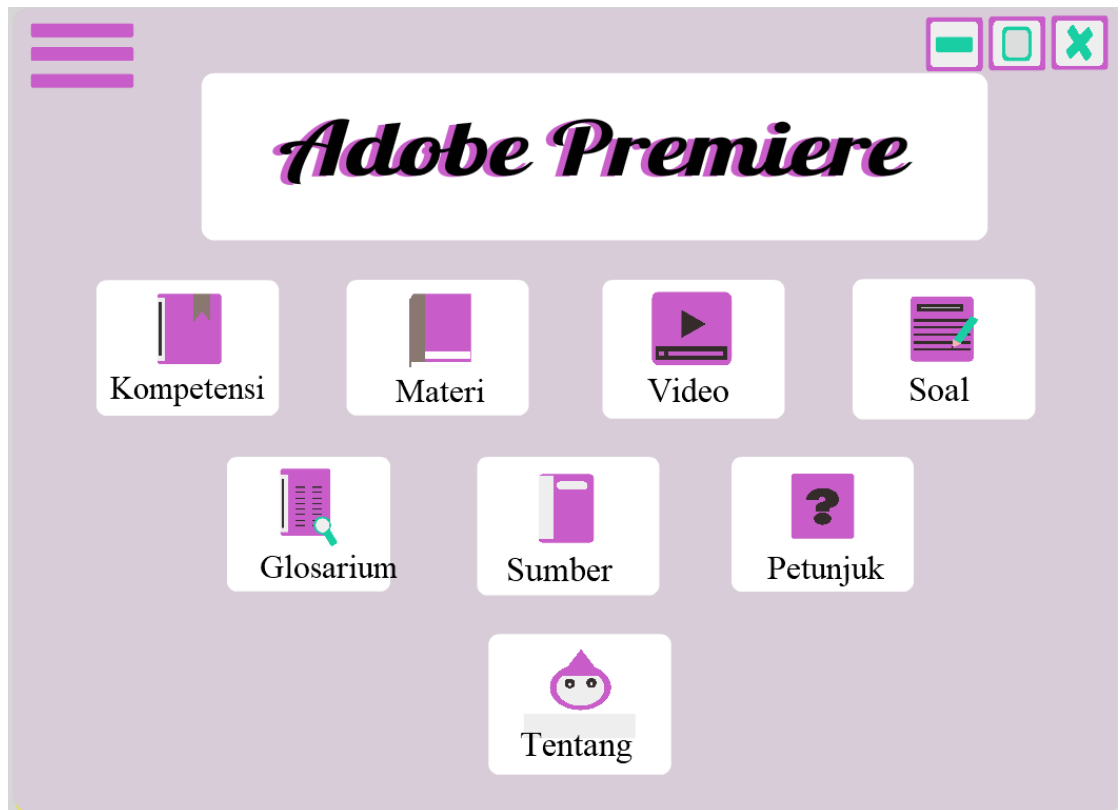 Adobe Premiere
Kompetensi
Materi
Video
Soal
Glosarium
Sumber
Petunjuk
Tentang